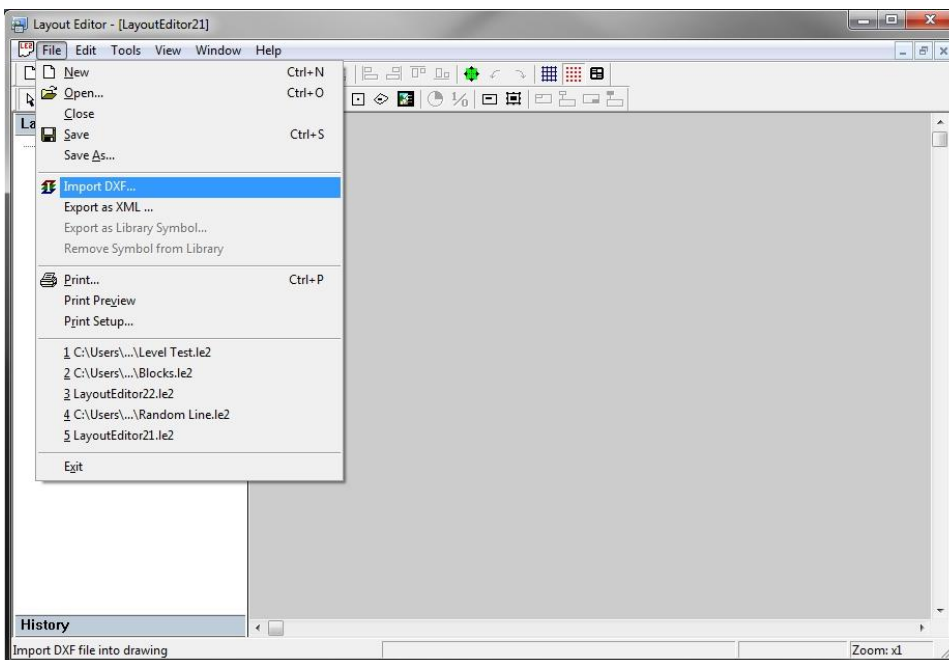 Layout Editor - [LayoutEditor21]
File Edit Tools View Window Help
New Ctrl+N
Open... Ctrl+O
Close
Save Ctrl+S
Save As...
Import DXF...
Export as XML ...
Export as Library Symbol...
Remove Symbol from Library
Print... Ctrl+P
Print Preview
Print Setup...
1 C:\Users\...\Level Test.le2
2 C:\Users\...\Blocks.le2
3 LayoutEditor22.le2
4 C:\Users\...\Random Line.le2
5 LayoutEditor21.le2
Exit
La
History
Import DXF file into drawing Zoom: x1